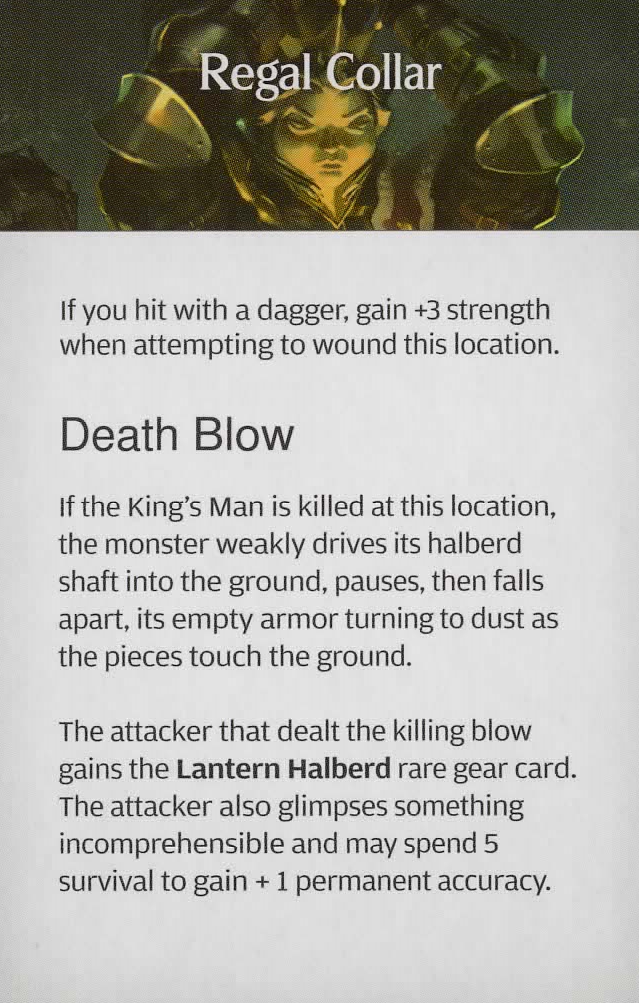 Regal Collar
If you hit with a dagger, gain +3 strength
when attempting to wound this location.
Death Blow
If the King's Man is killed at this location,
the monster weakly drives its halberd
shaft into the ground, pauses, then falls
apart, its empty armor turning to dust as
the pieces touch the ground.
The attacker that dealt the killing blow
gains the Lantern Halberd rare gear card.
The attacker also glimpses something
incomprehensible and may spend 5
survival to gain + 1 permanent accuracy.